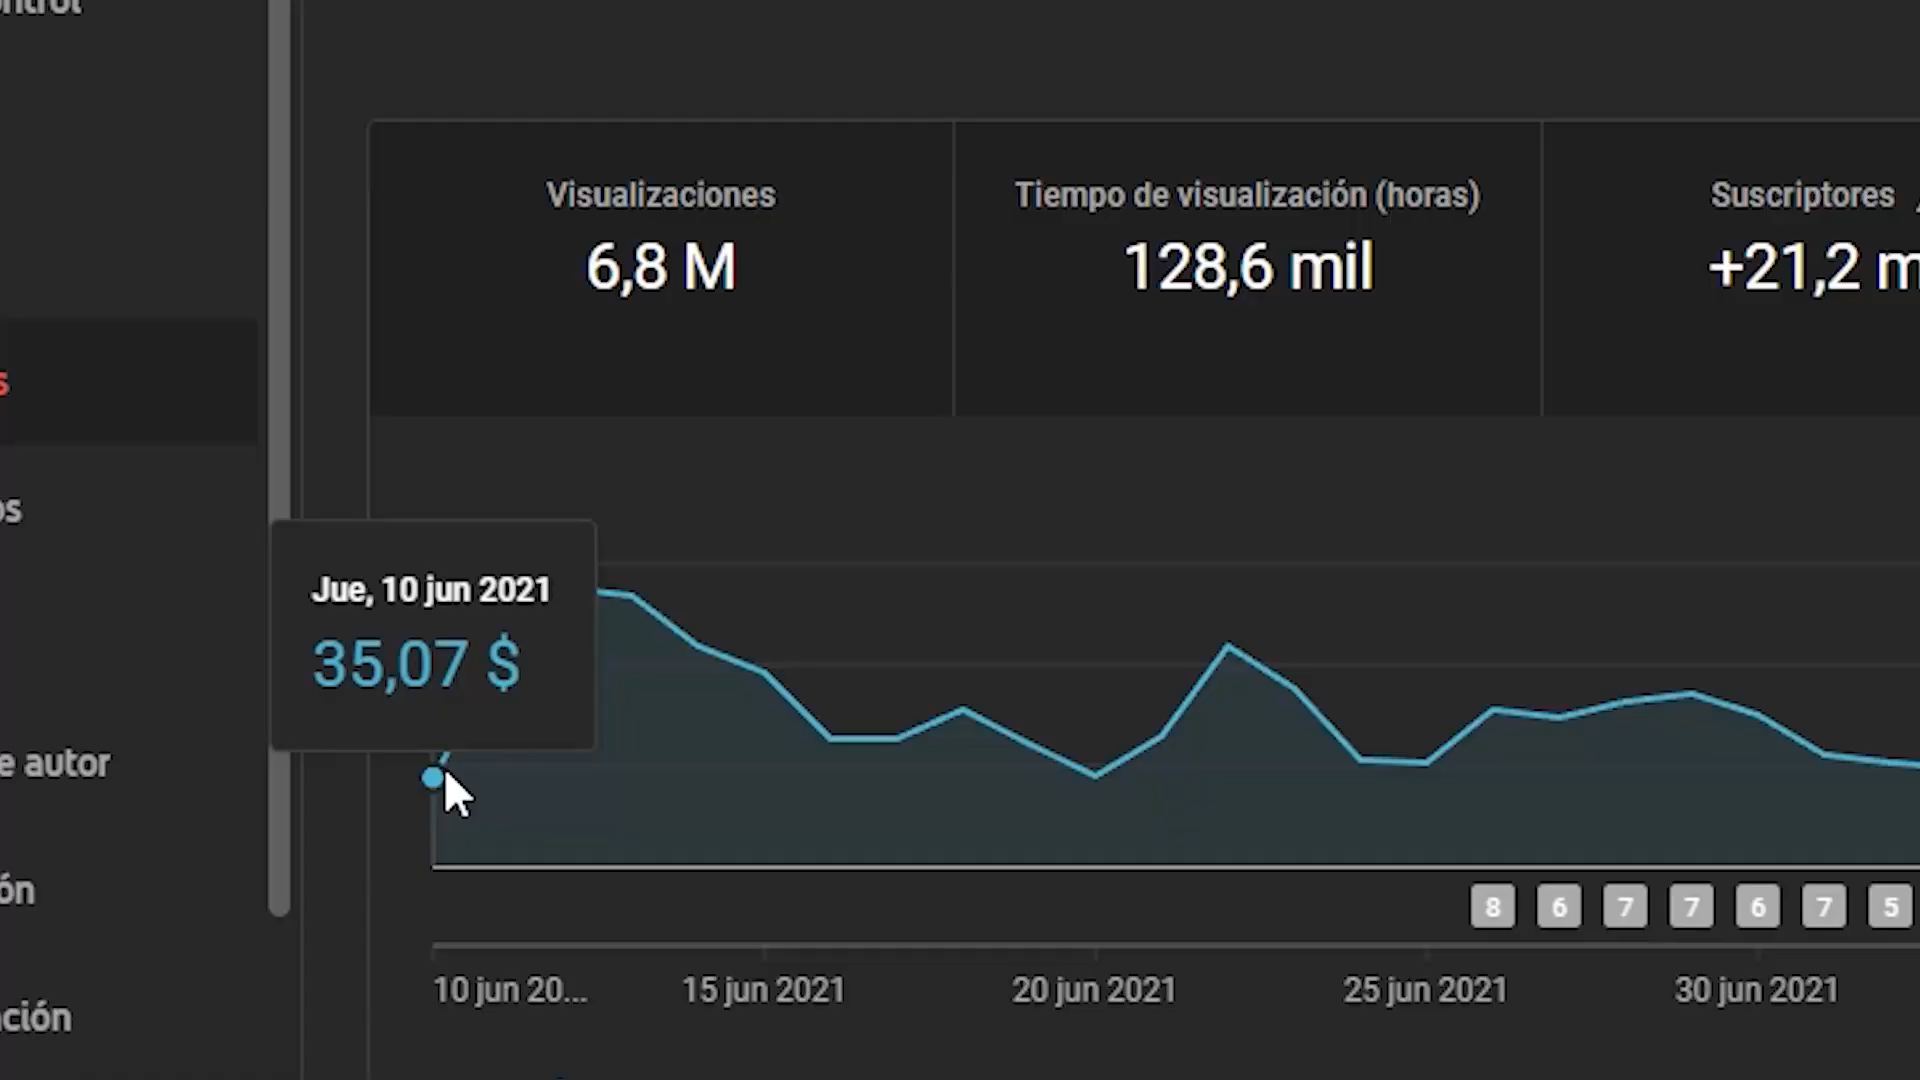 Visualizaciones
6,8 M
Tiempo de visualización (horas)
128,6 mil
Suscriptores
+21,2 m
s
os
Jue, 10 jun 2021
35,07 $
e autor
ón
ción
8 6 7 7 6 7 5
10 jun 20... 15 jun 2021 20 jun 2021 25 jun 2021 30 jun 2021